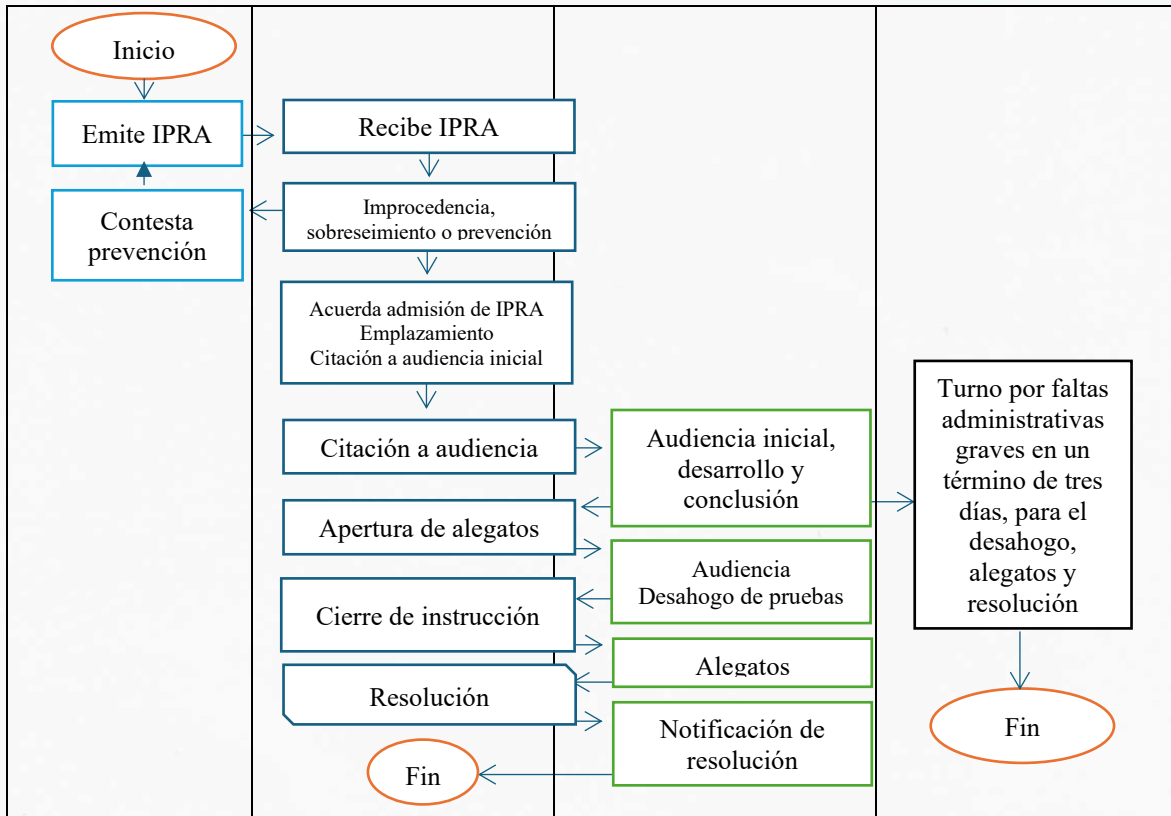 Inicio
Emite IPRA
Contesta
prevención
Recibe IPRA
Improcedencia,
sobreseimiento o prevención
Acuerda admisión de IPRA
Emplazamiento
Citación a audiencia inicial
Citación a audiencia
Apertura de alegatos
Cierre de instrucción
Resolución
Fin
Audiencia inicial,
desarrollo y
conclusión
Audiencia
Desahogo de pruebas
Alegatos
Notificación de
resolución
Turno por faltas
administrativas
graves en un
término de tres
días, para el
desahogo,
alegatos y
resolución
Fin